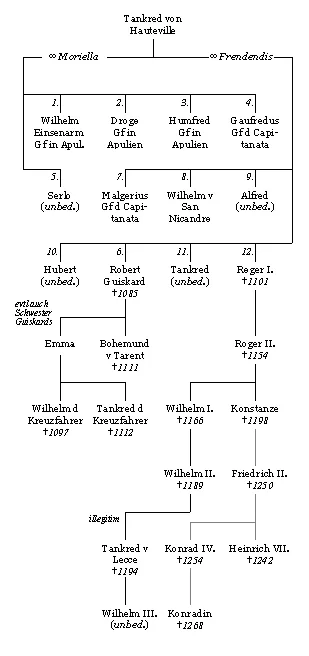 Tankred von
Hauteville
∞ Moriella
∞ Frendendis
1. 2. 3. 4.
Wilhelm Droge Humfred Gaufredus
Einsenarm Gf in Gf in Gf d Capi-
Gf in Apul. Apulien Apulien tanata
5. 7. 8. 9.
Serlo Malgerius Wilhelm v Alfred
(unbed.) Gf d Capi- San (unbed.)
tanata Nicandre
10. 6. 11. 12.
Hubert Robert Tankred Roger I.
(unbed.) Guiskard (unbed.) †1101
†1085
evtl auch
Schwester
Guiskards
Emma Bohemund Roger II.
v Tarent †1154
†1111
Wilhelm d Tankred d Wilhelm I. Konstanze
Kreuzfahrer Kreuzfahrer †1166 †1198
†1097 †1112
Wilhelm II. Friedrich II.
†1189 †1250
illegitim
Tankred v Konrad IV. Heinrich VII.
Lecce †1254 †1242
†1194
Wilhelm III. Konradin
(unbed.) †1268